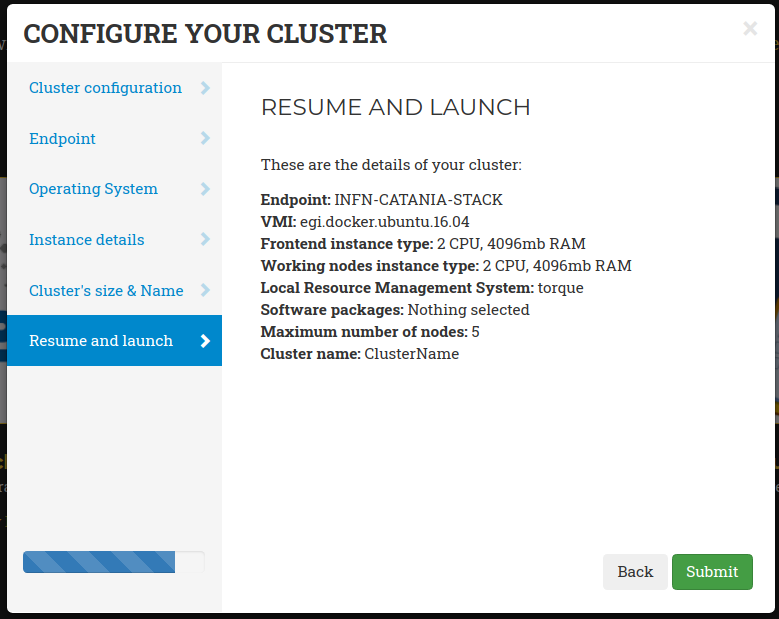 CONFIGURE YOUR CLUSTER
×
Cluster configuration
Endpoint
Operating System
Instance details
Cluster's size & Name
Resume and launch
RESUME AND LAUNCH
These are the details of your cluster:
Endpoint: INFN-CATANIA-STACK
VMI: egi.docker.ubuntu.16.04
Frontend instance type: 2 CPU, 4096mb RAM
Working nodes instance type: 2 CPU, 4096mb RAM
Local Resource Management System: torque
Software packages: Nothing selected
Maximum number of nodes: 5
Cluster name: ClusterName
Back
Submit